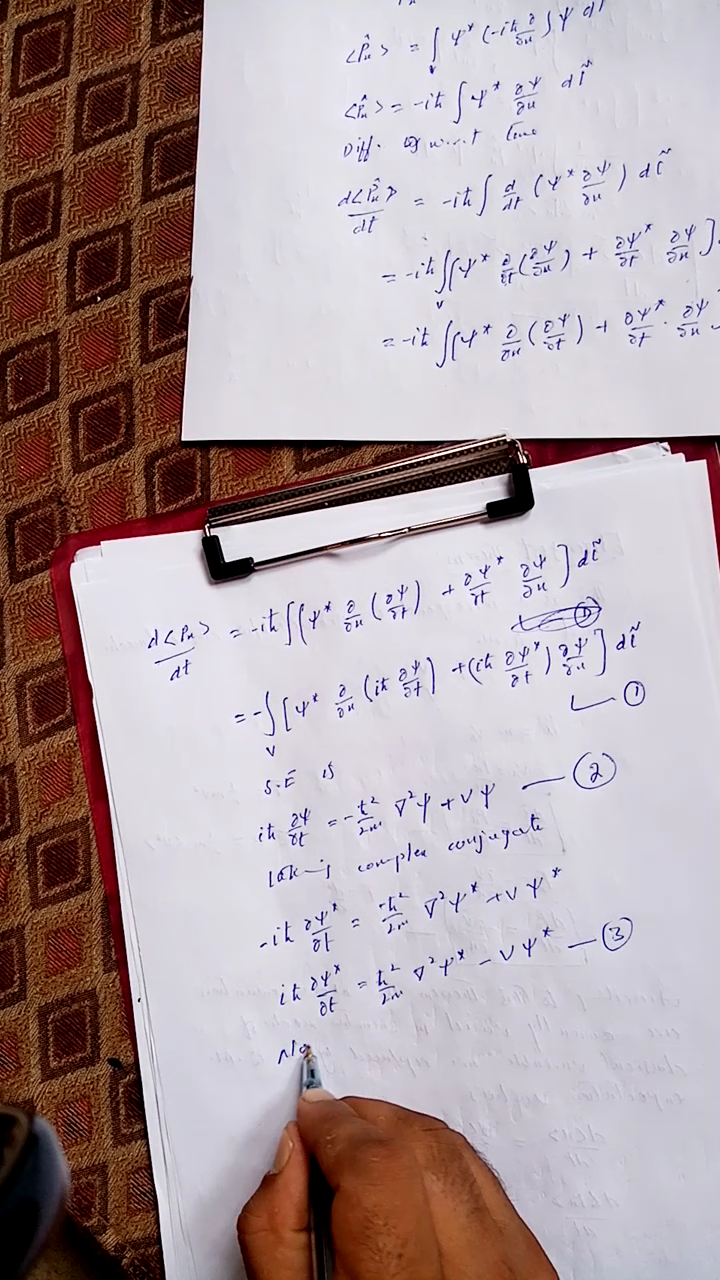 <P̂x> = ∫v Ψ* (-iħ ∂/∂x) Ψ dτ
<P̂x> = -iħ ∫ Ψ* ∂Ψ/∂x dτ
Diff. w.r.t time
d<P̂x>/dt = -iħ ∫ d/dt (Ψ* ∂Ψ/∂x) dτ
= -iħ ∫v [Ψ* ∂/∂t (∂Ψ/∂x) + ∂Ψ*/∂t ∂Ψ/∂x]
= -iħ ∫ [Ψ* ∂/∂x (∂Ψ/∂t) + ∂Ψ*/∂t · ∂Ψ/∂x
d<Px>/dt = -iħ ∫ [Ψ* ∂/∂x (∂Ψ/∂t) + ∂Ψ*/∂t ∂Ψ/∂x] dτ
= -∫v [Ψ* ∂/∂x (iħ ∂Ψ/∂t) + (iħ ∂Ψ*/∂t) ∂Ψ/∂x] dτ
— ①
S.E is
iħ ∂Ψ/∂t = -ħ²/2m ∇²Ψ + VΨ — ②
complex conjugate
-iħ ∂Ψ*/∂t = -ħ²/2m ∇²Ψ* + VΨ*
iħ ∂Ψ*/∂t = ħ²/2m ∇²Ψ* - VΨ* — ③